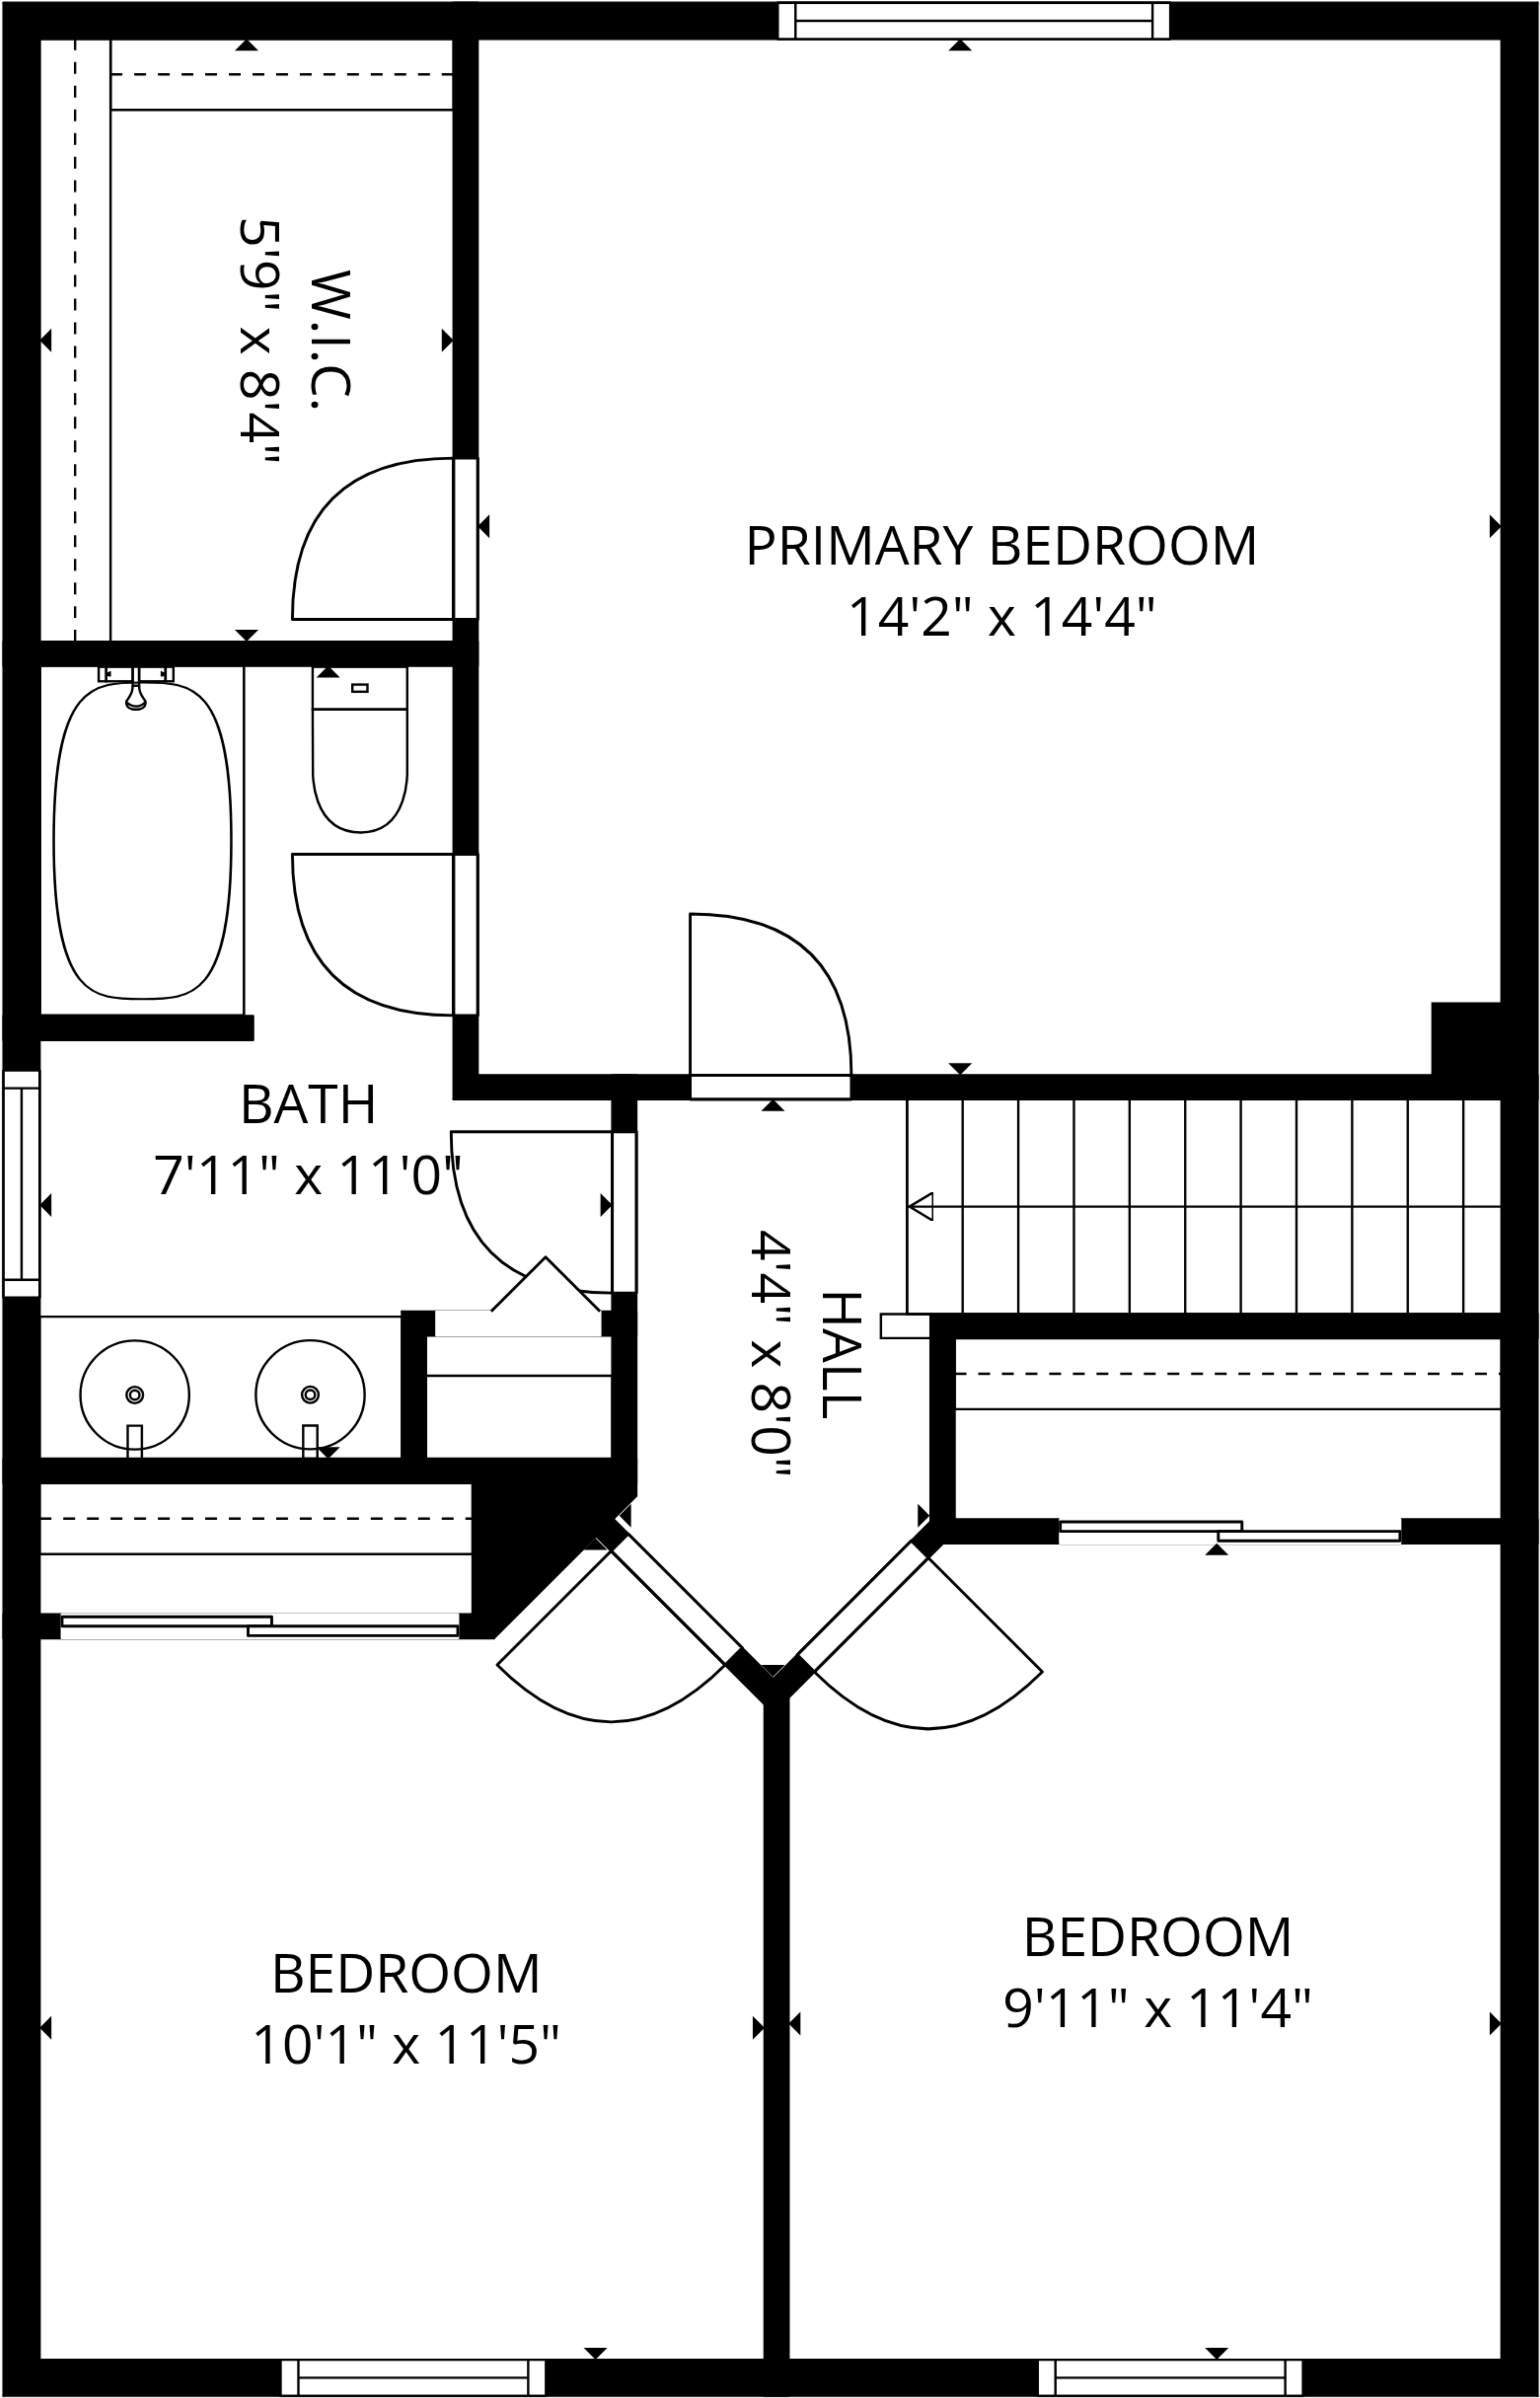 W.I.C.
5'9" x 8'4"
PRIMARY BEDROOM
14'2" x 14'4"
BATH
7'11" x 11'0"
HALL
4'4" x 8'0"
BEDROOM
10'1" x 11'5"
BEDROOM
9'11" x 11'4"